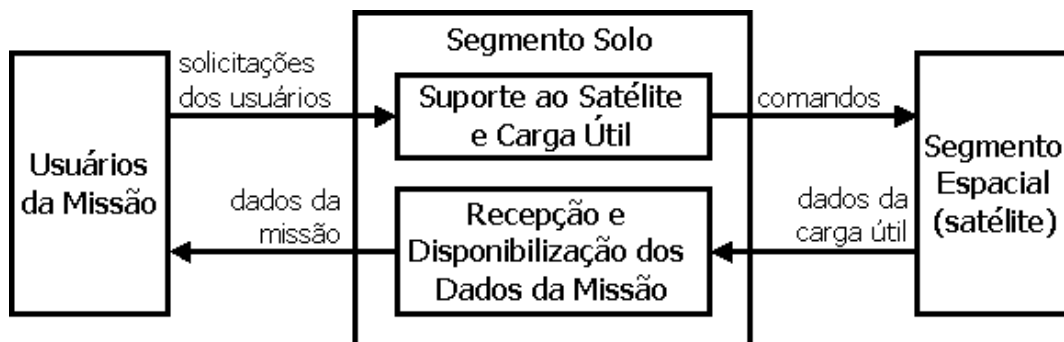 Segmento Solo
solicitações
dos usuários
Suporte ao Satélite
e Carga Útil
comandos
Usuários
da Missão
Segmento
Espacial
(satélite)
dados da
missão
Recepção e
Disponibilização dos
Dados da Missão
dados da
carga útil